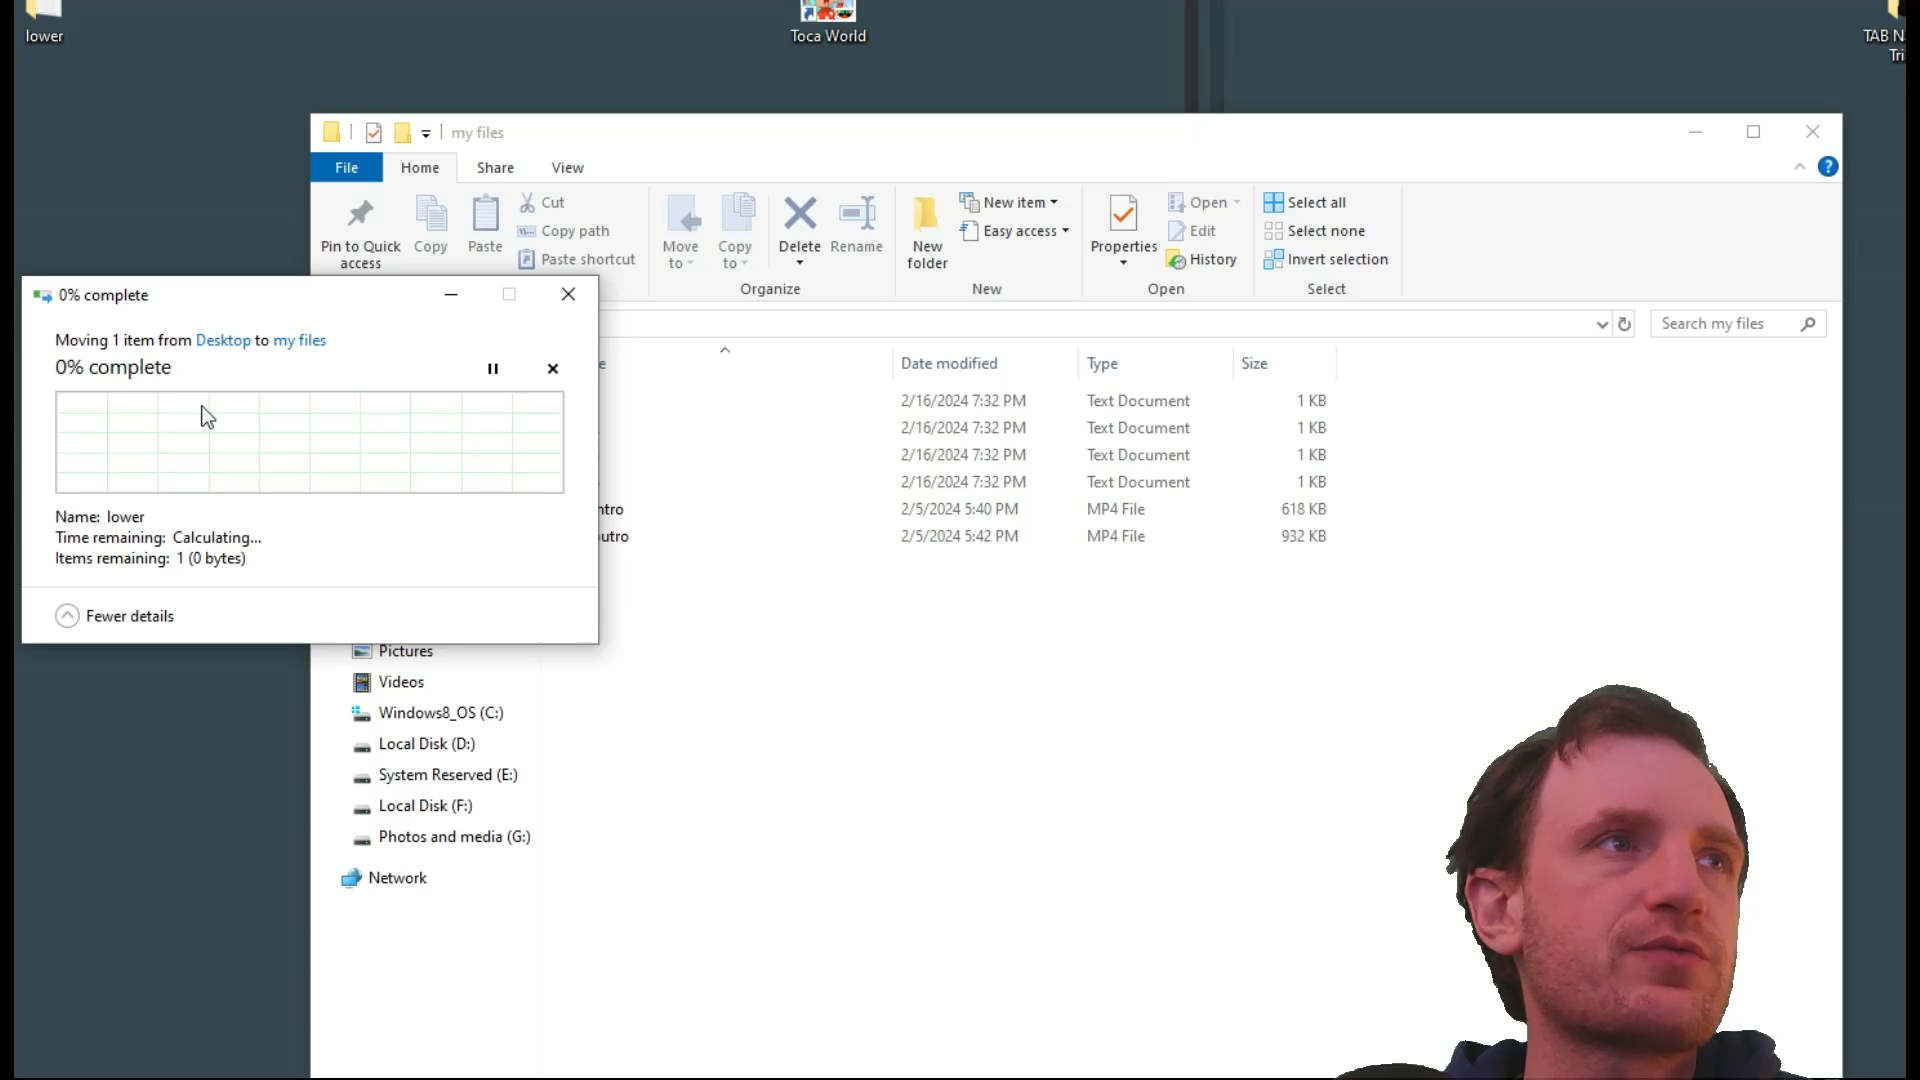 lower
Toca World
TAB N
Tri
my files
File
Home
Share
View
Pin to Quick
access
Copy
Paste
Cut
Copy path
Paste shortcut
Move
to
Copy
to
Delete
Rename
Organize
New
folder
New item
Easy access
New
Properties
Open
Edit
History
Open
Select all
Select none
Invert selection
Select
Search my files
0% complete
Moving 1 item from Desktop to my files
0% complete
Name: lower
Time remaining: Calculating...
Items remaining: 1 (0 bytes)
Fewer details
e
Date modified
Type
Size
2/16/2024 7:32 PM
Text Document
1 KB
2/16/2024 7:32 PM
Text Document
1 KB
2/16/2024 7:32 PM
Text Document
1 KB
2/16/2024 7:32 PM
Text Document
1 KB
ntro
2/5/2024 5:40 PM
MP4 File
618 KB
utro
2/5/2024 5:42 PM
MP4 File
932 KB
Pictures
Videos
Windows8_OS (C:)
Local Disk (D:)
System Reserved (E:)
Local Disk (F:)
Photos and media (G:)
Network